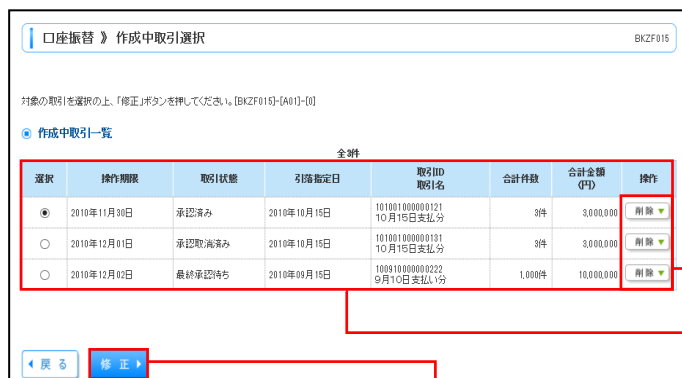 口座振替 》 作成中取引選択 BKZF015
対象の取引を選択の上、「修正」ボタンを押してください。[BKZF015]-[A01]-[0]
作成中取引一覧
全3件
選択 操作期限 取引状態 引落指定日 取引ID 取引名 合計件数 合計金額 (円) 操作
2010年11月30日 承認済み 2010年10月15日 101001000000121 10月15日支払分 3件 3,000,000 削除 ▼
2010年12月01日 承認取消済み 2010年10月15日 101001000000131 10月15日支払分 3件 3,000,000 削除 ▼
2010年12月02日 最終承認待ち 2010年09月15日 100910000000222 9月10日支払い分 1,000件 10,000,000 削除 ▼
戻る 修正